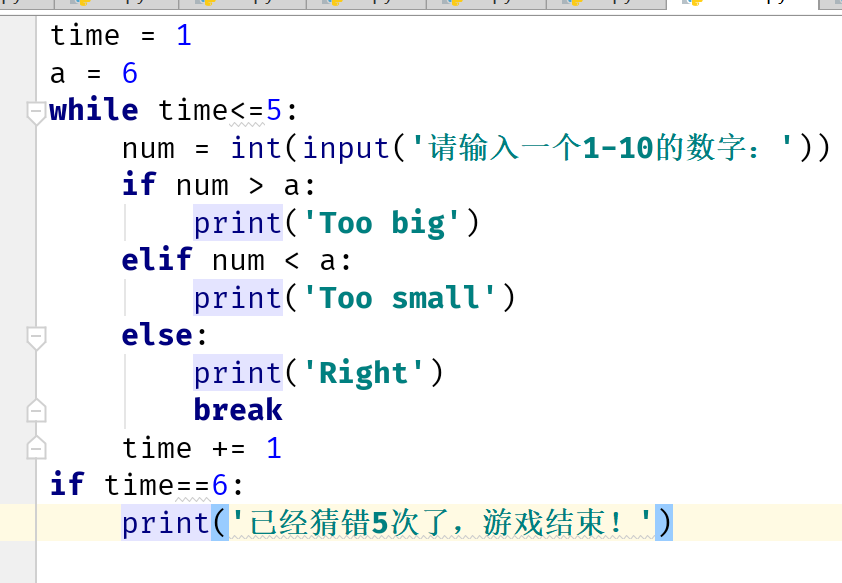 time = 1
a = 6
while time<=5:
    num = int(input('请输入一个1-10的数字：'))
    if num > a:
        print('Too big')
    elif num < a:
        print('Too small')
    else:
        print('Right')
        break
    time += 1
if time==6:
    print('已经猜错5次了，游戏结束！')